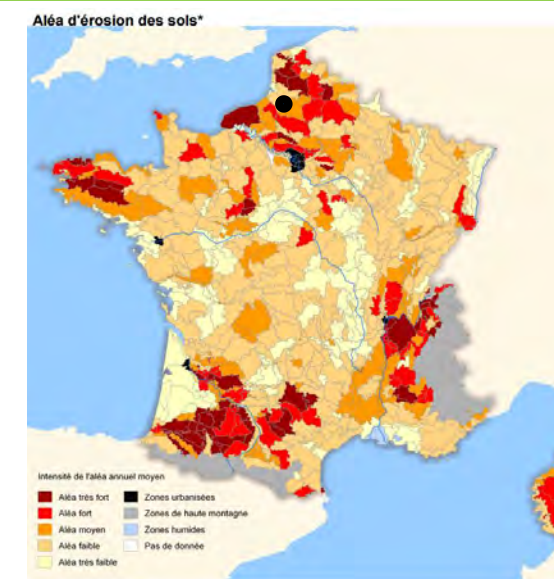 Aléa d'érosion des sols*
Intensité de l'aléa annuel moyen
Aléa très fort
Aléa fort
Aléa moyen
Aléa faible
Aléa très faible
Zones urbanisées
Zones de haute montagne
Zones humides
Pas de donnée